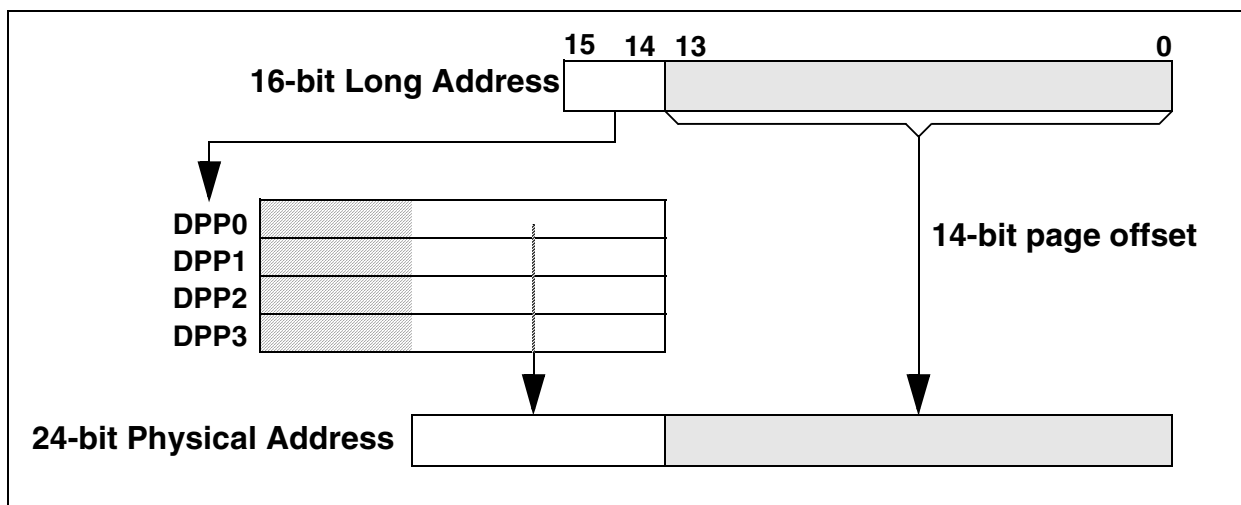 15 14 13 0
16-bit Long Address
DPP0
DPP1
DPP2
DPP3
14-bit page offset
24-bit Physical Address